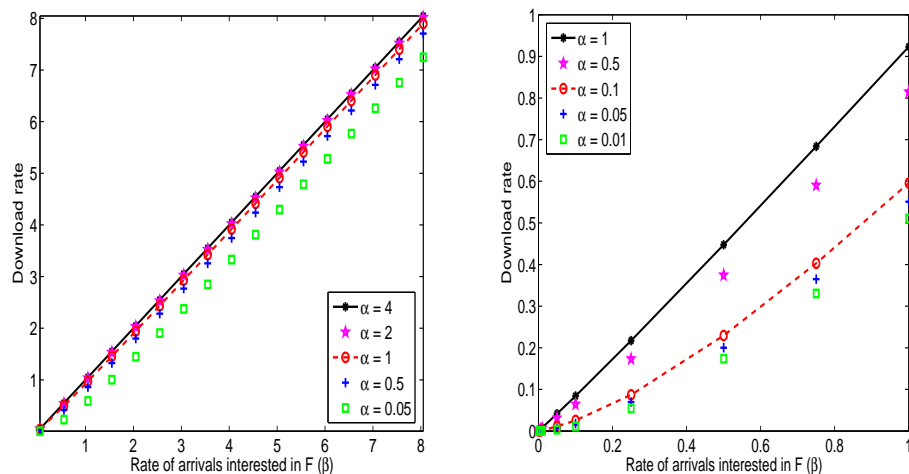 8
7
6
5
4
3
2
1
1 2 3 4 5 6 7 8
Download rate
Rate of arrivals interested in F (β)
α = 4
α = 2
α = 1
α = 0.5
α = 0.05
1
0.9
0.8
0.7
0.6
0.5
0.4
0.3
0.2
0.1
0
0 0.2 0.4 0.6 0.8 1
Download rate
Rate of arrivals interested in F (β)
α = 1
α = 0.5
α = 0.1
α = 0.05
α = 0.01